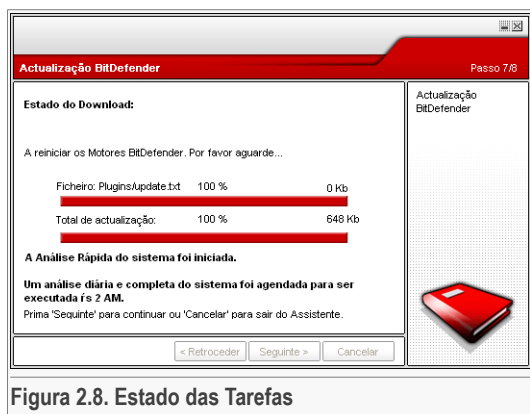 Actualização BitDefender
Passo 7/8
Estado do Download:
A reiniciar os Motores BitDefender. Por favor aguarde...
Ficheiro: Plugins/update.txt 100 % 0 Kb
Total de actualização: 100 % 648 Kb
A Análise Rápida do sistema foi iniciada.
Um análise diária e completa do sistema foi agendada para ser
executada ŕs 2 AM.
Prima 'Seguinte' para continuar ou 'Cancelar' para sair do Assistente.
Actualização
BitDefender
< Retroceder
Seguinte >
Cancelar
Figura 2.8. Estado das Tarefas